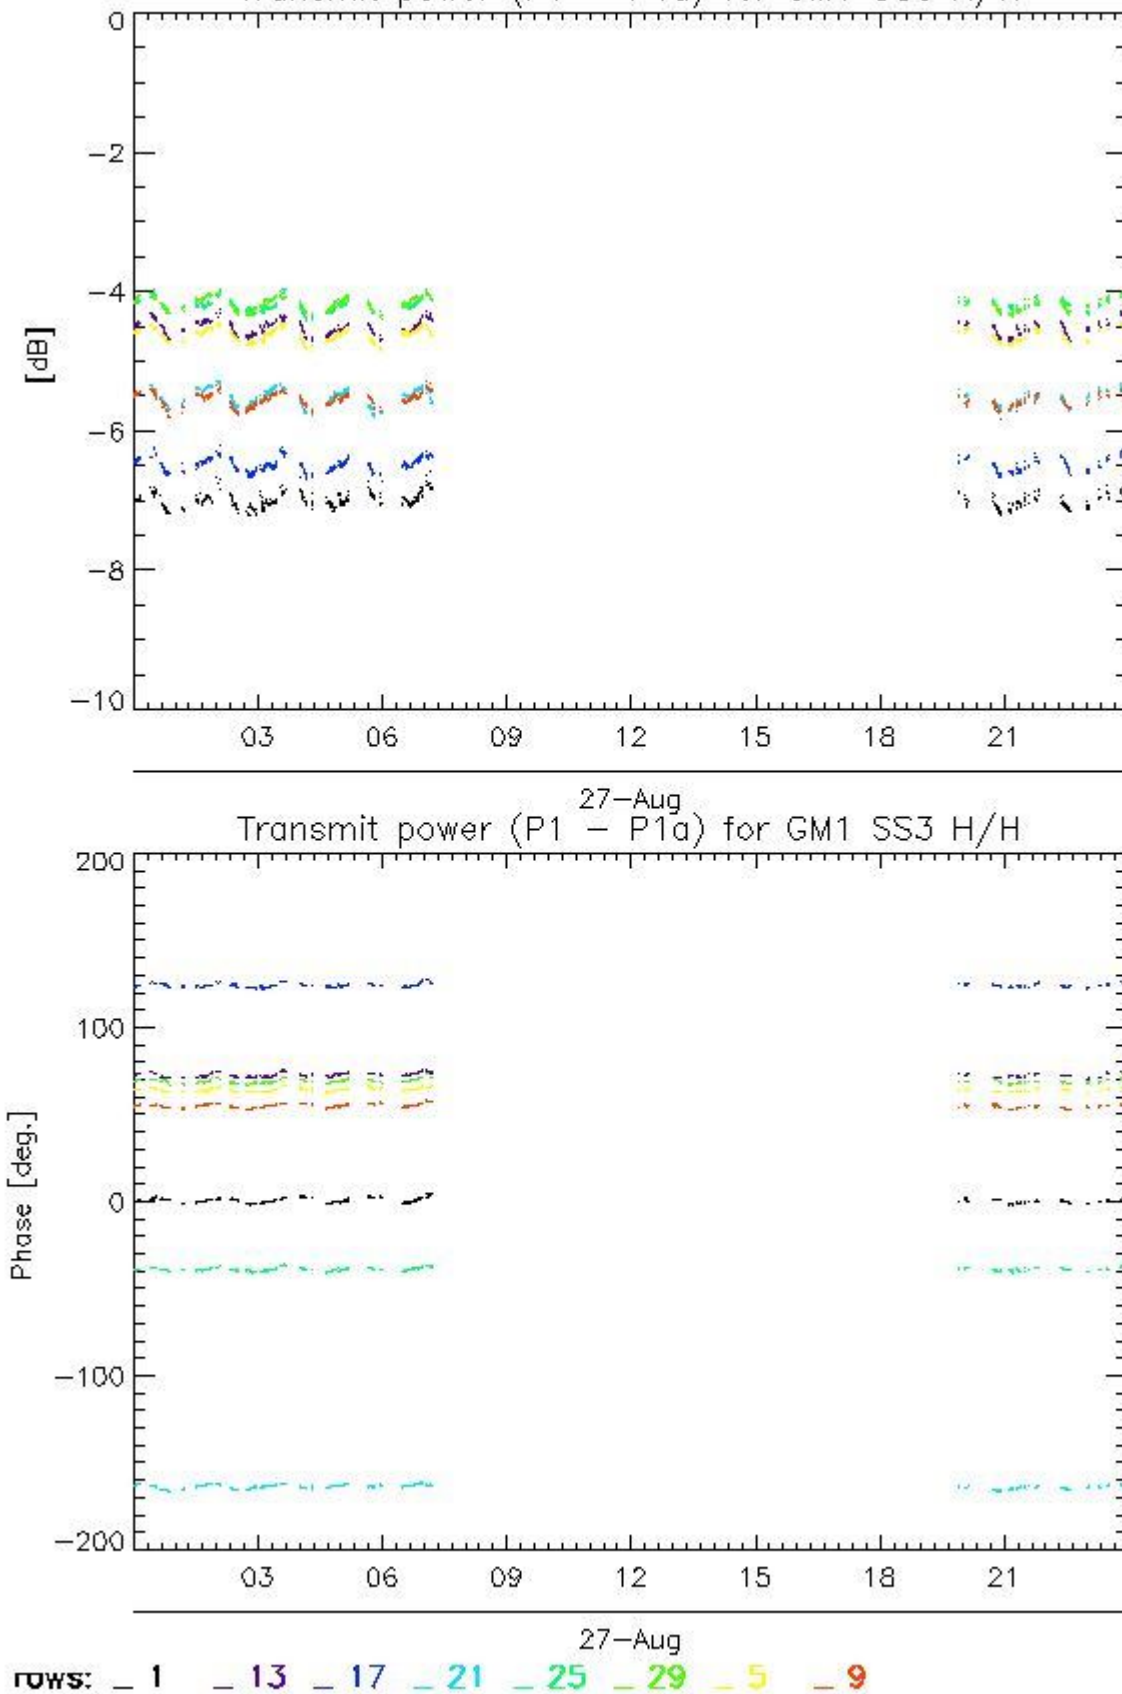 0
−2
−4
[dB]
−6
−8
−10
03 06 09 12 15 18 21
27−Aug
Transmit power (P1 − P1a) for GM1 SS3 H/H
200
100
0
Phase [deg.]
−100
−200
03 06 09 12 15 18 21
27−Aug
rows: _ 1 _ 13 _ 17 _ 21 _ 25 _ 29 _ 5 _ 9